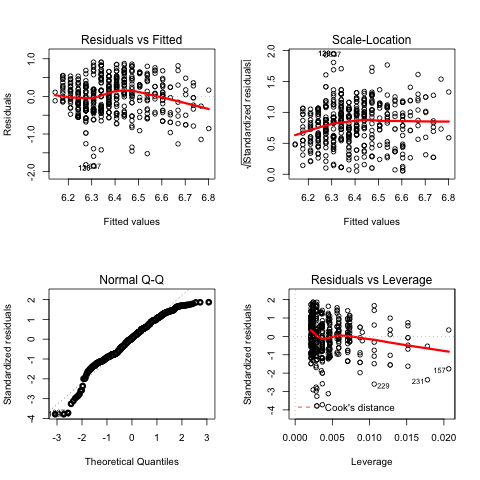 Residuals vs Fitted
Residuals
1.0
0.0
-1.0
-2.0
6.2 6.3 6.4 6.5 6.6 6.7 6.8
Fitted values
Scale-Location
√|Standardized residuals|
2.0
1.5
1.0
0.5
0.0
6.2 6.3 6.4 6.5 6.6 6.7 6.8
Fitted values
Normal Q-Q
Standardized residuals
2
1
0
-1
-2
-3
-4
-3 -2 -1 0 1 2 3
Theoretical Quantiles
Residuals vs Leverage
Standardized residuals
2
1
0
-1
-2
-3
-4
157
231
229
Cook's distance
0.000 0.005 0.010 0.015 0.020
Leverage